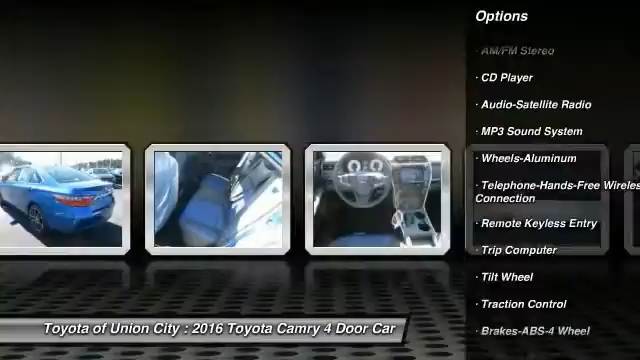 Options
· AM/FM Stereo
· CD Player
· Audio-Satellite Radio
· MP3 Sound System
· Wheels-Aluminum
· Telephone-Hands-Free Wireles
Connection
· Remote Keyless Entry
· Trip Computer
· Tilt Wheel
· Traction Control
· Brakes-ABS-4 Wheel
Toyota of Union City : 2016 Toyota Camry 4 Door Car